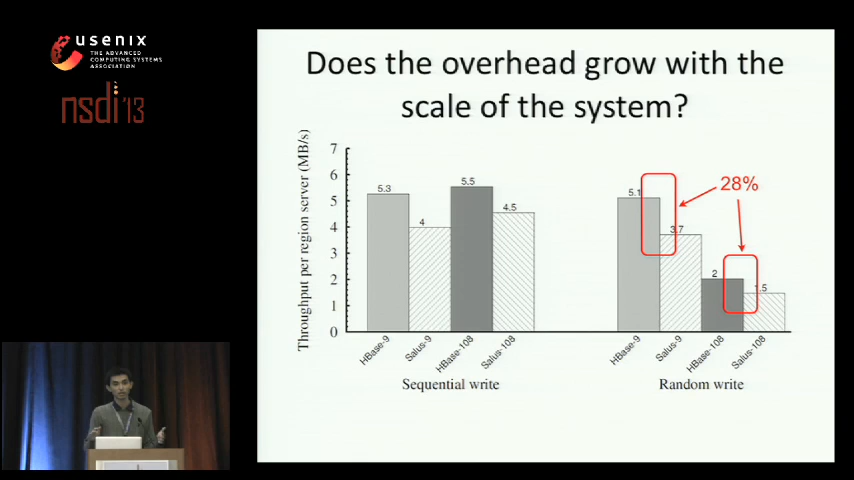 usenix
THE ADVANCED
COMPUTING SYSTEMS
ASSOCIATION
nsdi '13
Does the overhead grow with the
scale of the system?
Throughput per region server (MB/s)
7
6
5
4
3
2
1
0
5.3
4
5.5
4.5
5.1
3.7
2
1.5
28%
HBase-9
Salus-9
HBase-108
Salus-108
HBase-9
Salus-9
HBase-108
Salus-108
Sequential write
Random write